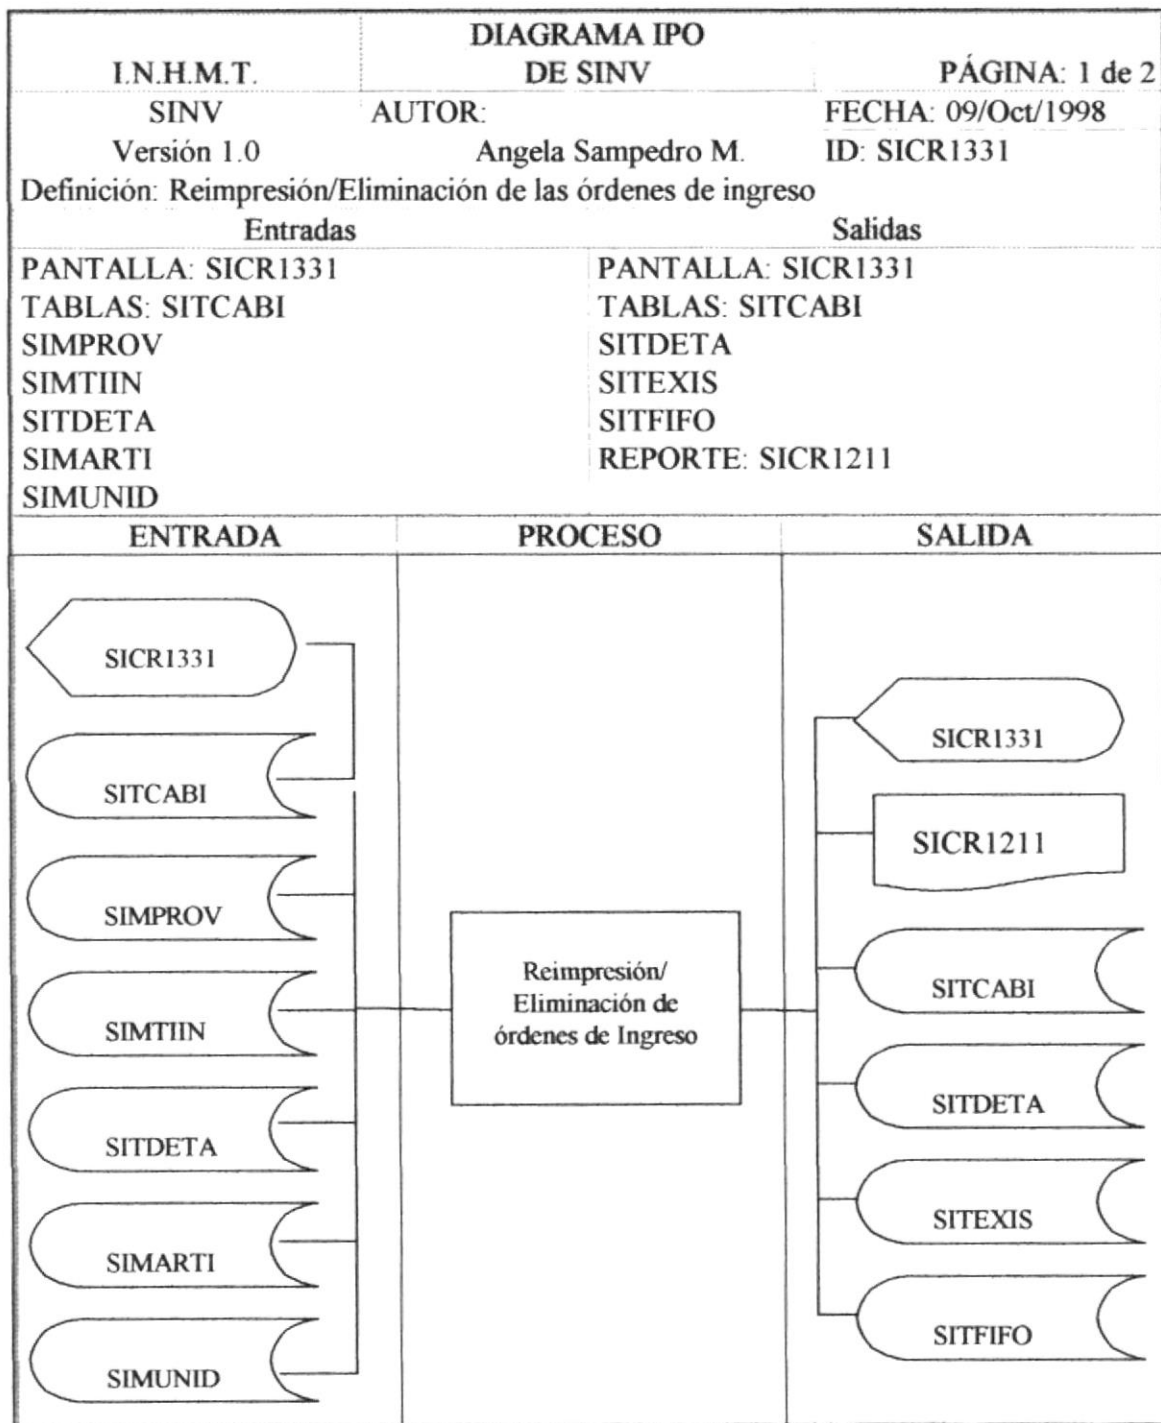 DIAGRAMA IPO
I.N.H.M.T. DE SINV PÁGINA: 1 de 2
SINV AUTOR: FECHA: 09/Oct/1998
Versión 1.0 Angela Sampedro M. ID: SICR1331
Definición: Reimpresión/Eliminación de las órdenes de ingreso
Entradas Salidas
PANTALLA: SICR1331 PANTALLA: SICR1331
TABLAS: SITCABI TABLAS: SITCABI
SIMPROV SITDETA
SIMTIIN SITEXIS
SITDETA SITFIFO
SIMARTI REPORTE: SICR1211
SIMUNID
ENTRADA PROCESO SALIDA
SICR1331
SITCABI
SIMPROV
SIMTIIN
SITDETA
SIMARTI
SIMUNID
Reimpresión/
Eliminación de
órdenes de Ingreso
SICR1331
SICR1211
SITCABI
SITDETA
SITEXIS
SITFIFO